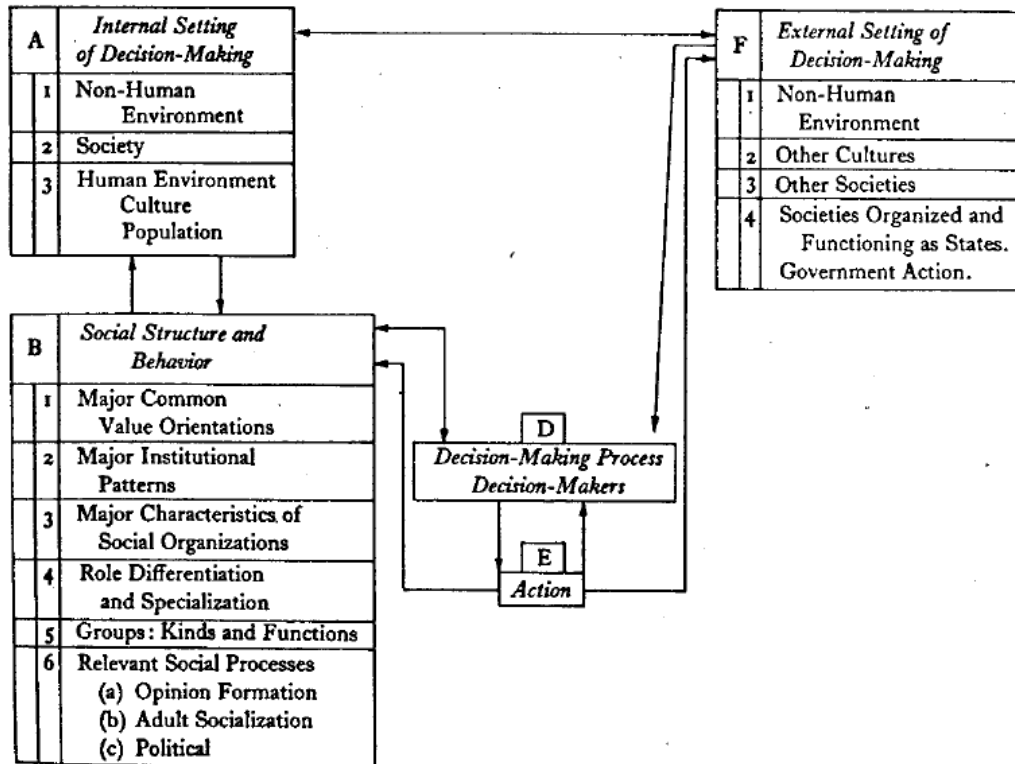 A
Internal Setting
of Decision-Making
1 Non-Human
Environment
2 Society
3 Human Environment
Culture
Population
F
External Setting of
Decision-Making
1 Non-Human
Environment
2 Other Cultures
3 Other Societies
4 Societies Organized and
Functioning as States.
Government Action.
B
Social Structure and
Behavior
1 Major Common
Value Orientations
2 Major Institutional
Patterns
3 Major Characteristics of
Social Organizations
4 Role Differentiation
and Specialization
5 Groups: Kinds and Functions
6 Relevant Social Processes
(a) Opinion Formation
(b) Adult Socialization
(c) Political
D
Decision-Making Process
Decision-Makers
E
Action